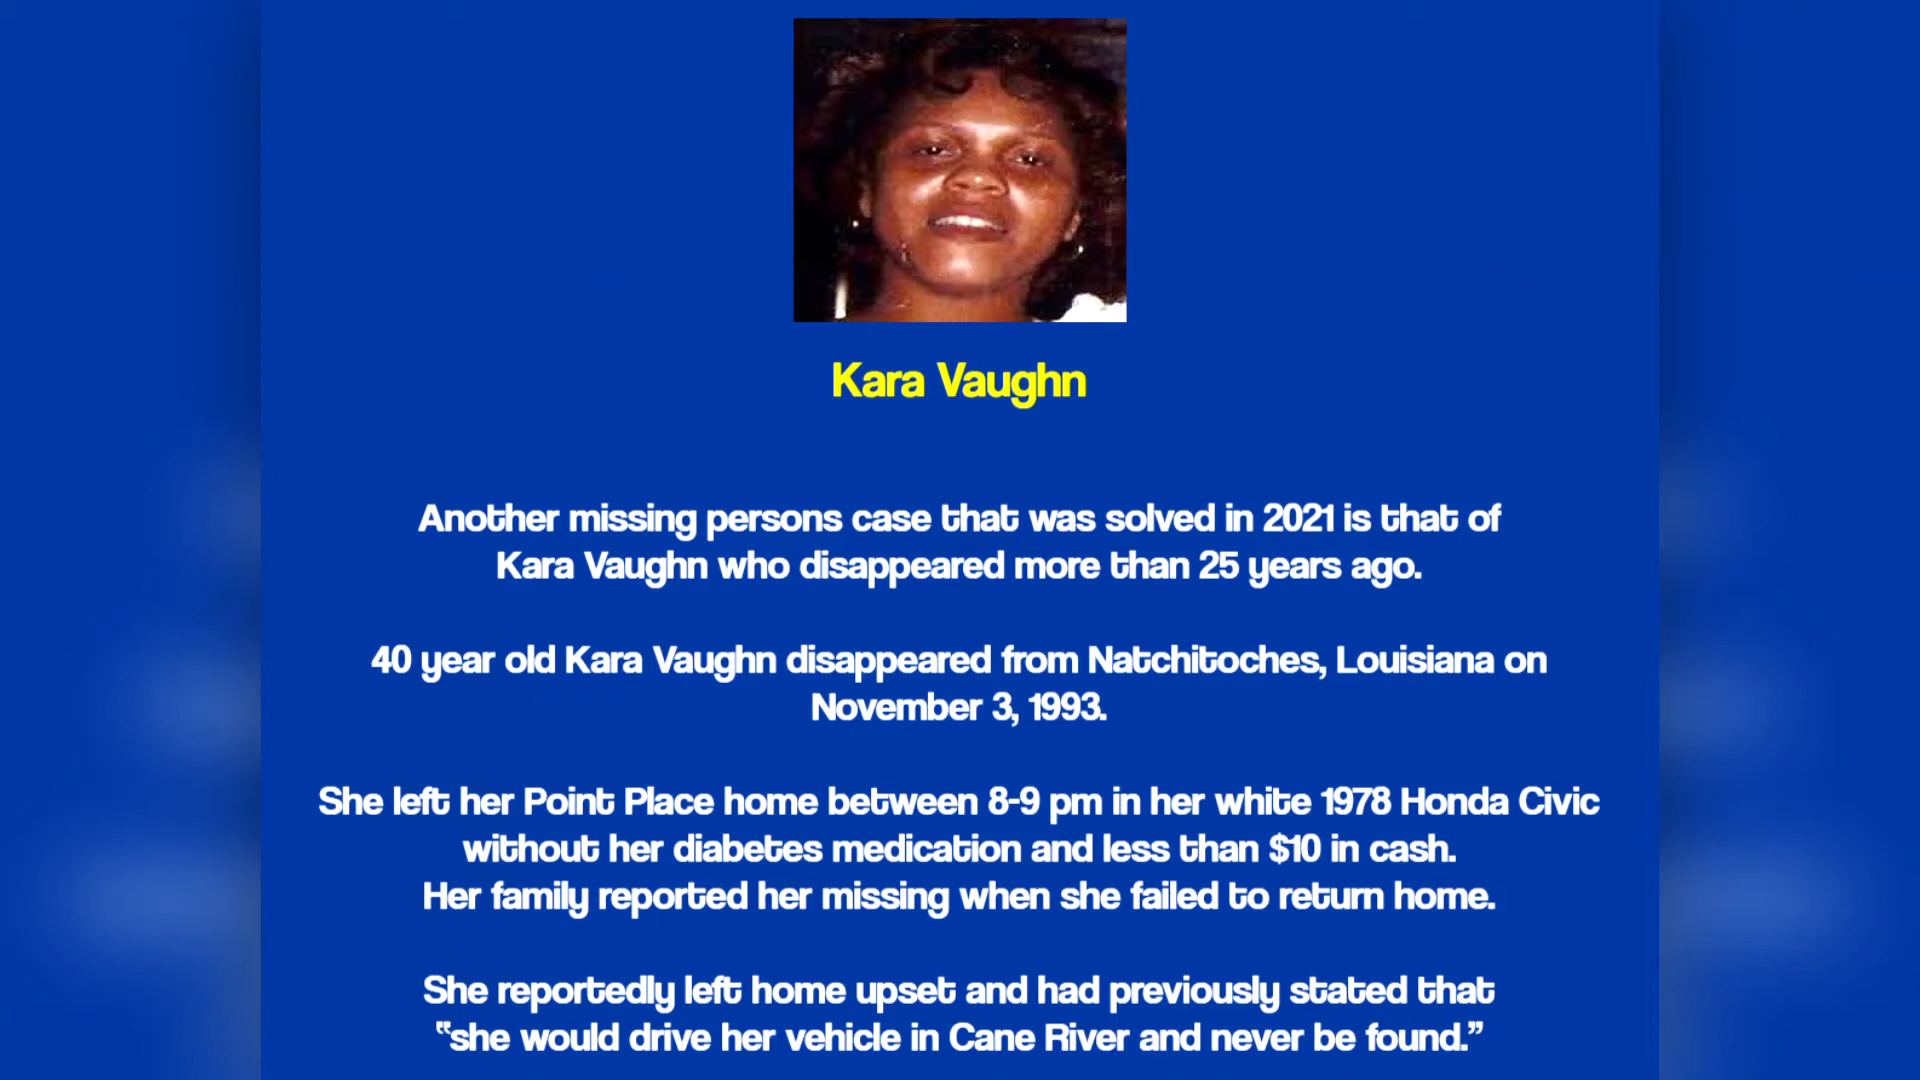 Kara Vaughn
Another missing persons case that was solved in 2021 is that of
Kara Vaughn who disappeared more than 25 years ago.
40 year old Kara Vaughn disappeared from Natchitoches, Louisiana on
November 3, 1993.
She left her Point Place home between 8-9 pm in her white 1978 Honda Civic
without her diabetes medication and less than $10 in cash.
Her family reported her missing when she failed to return home.
She reportedly left home upset and had previously stated that
"she would drive her vehicle in Cane River and never be found."